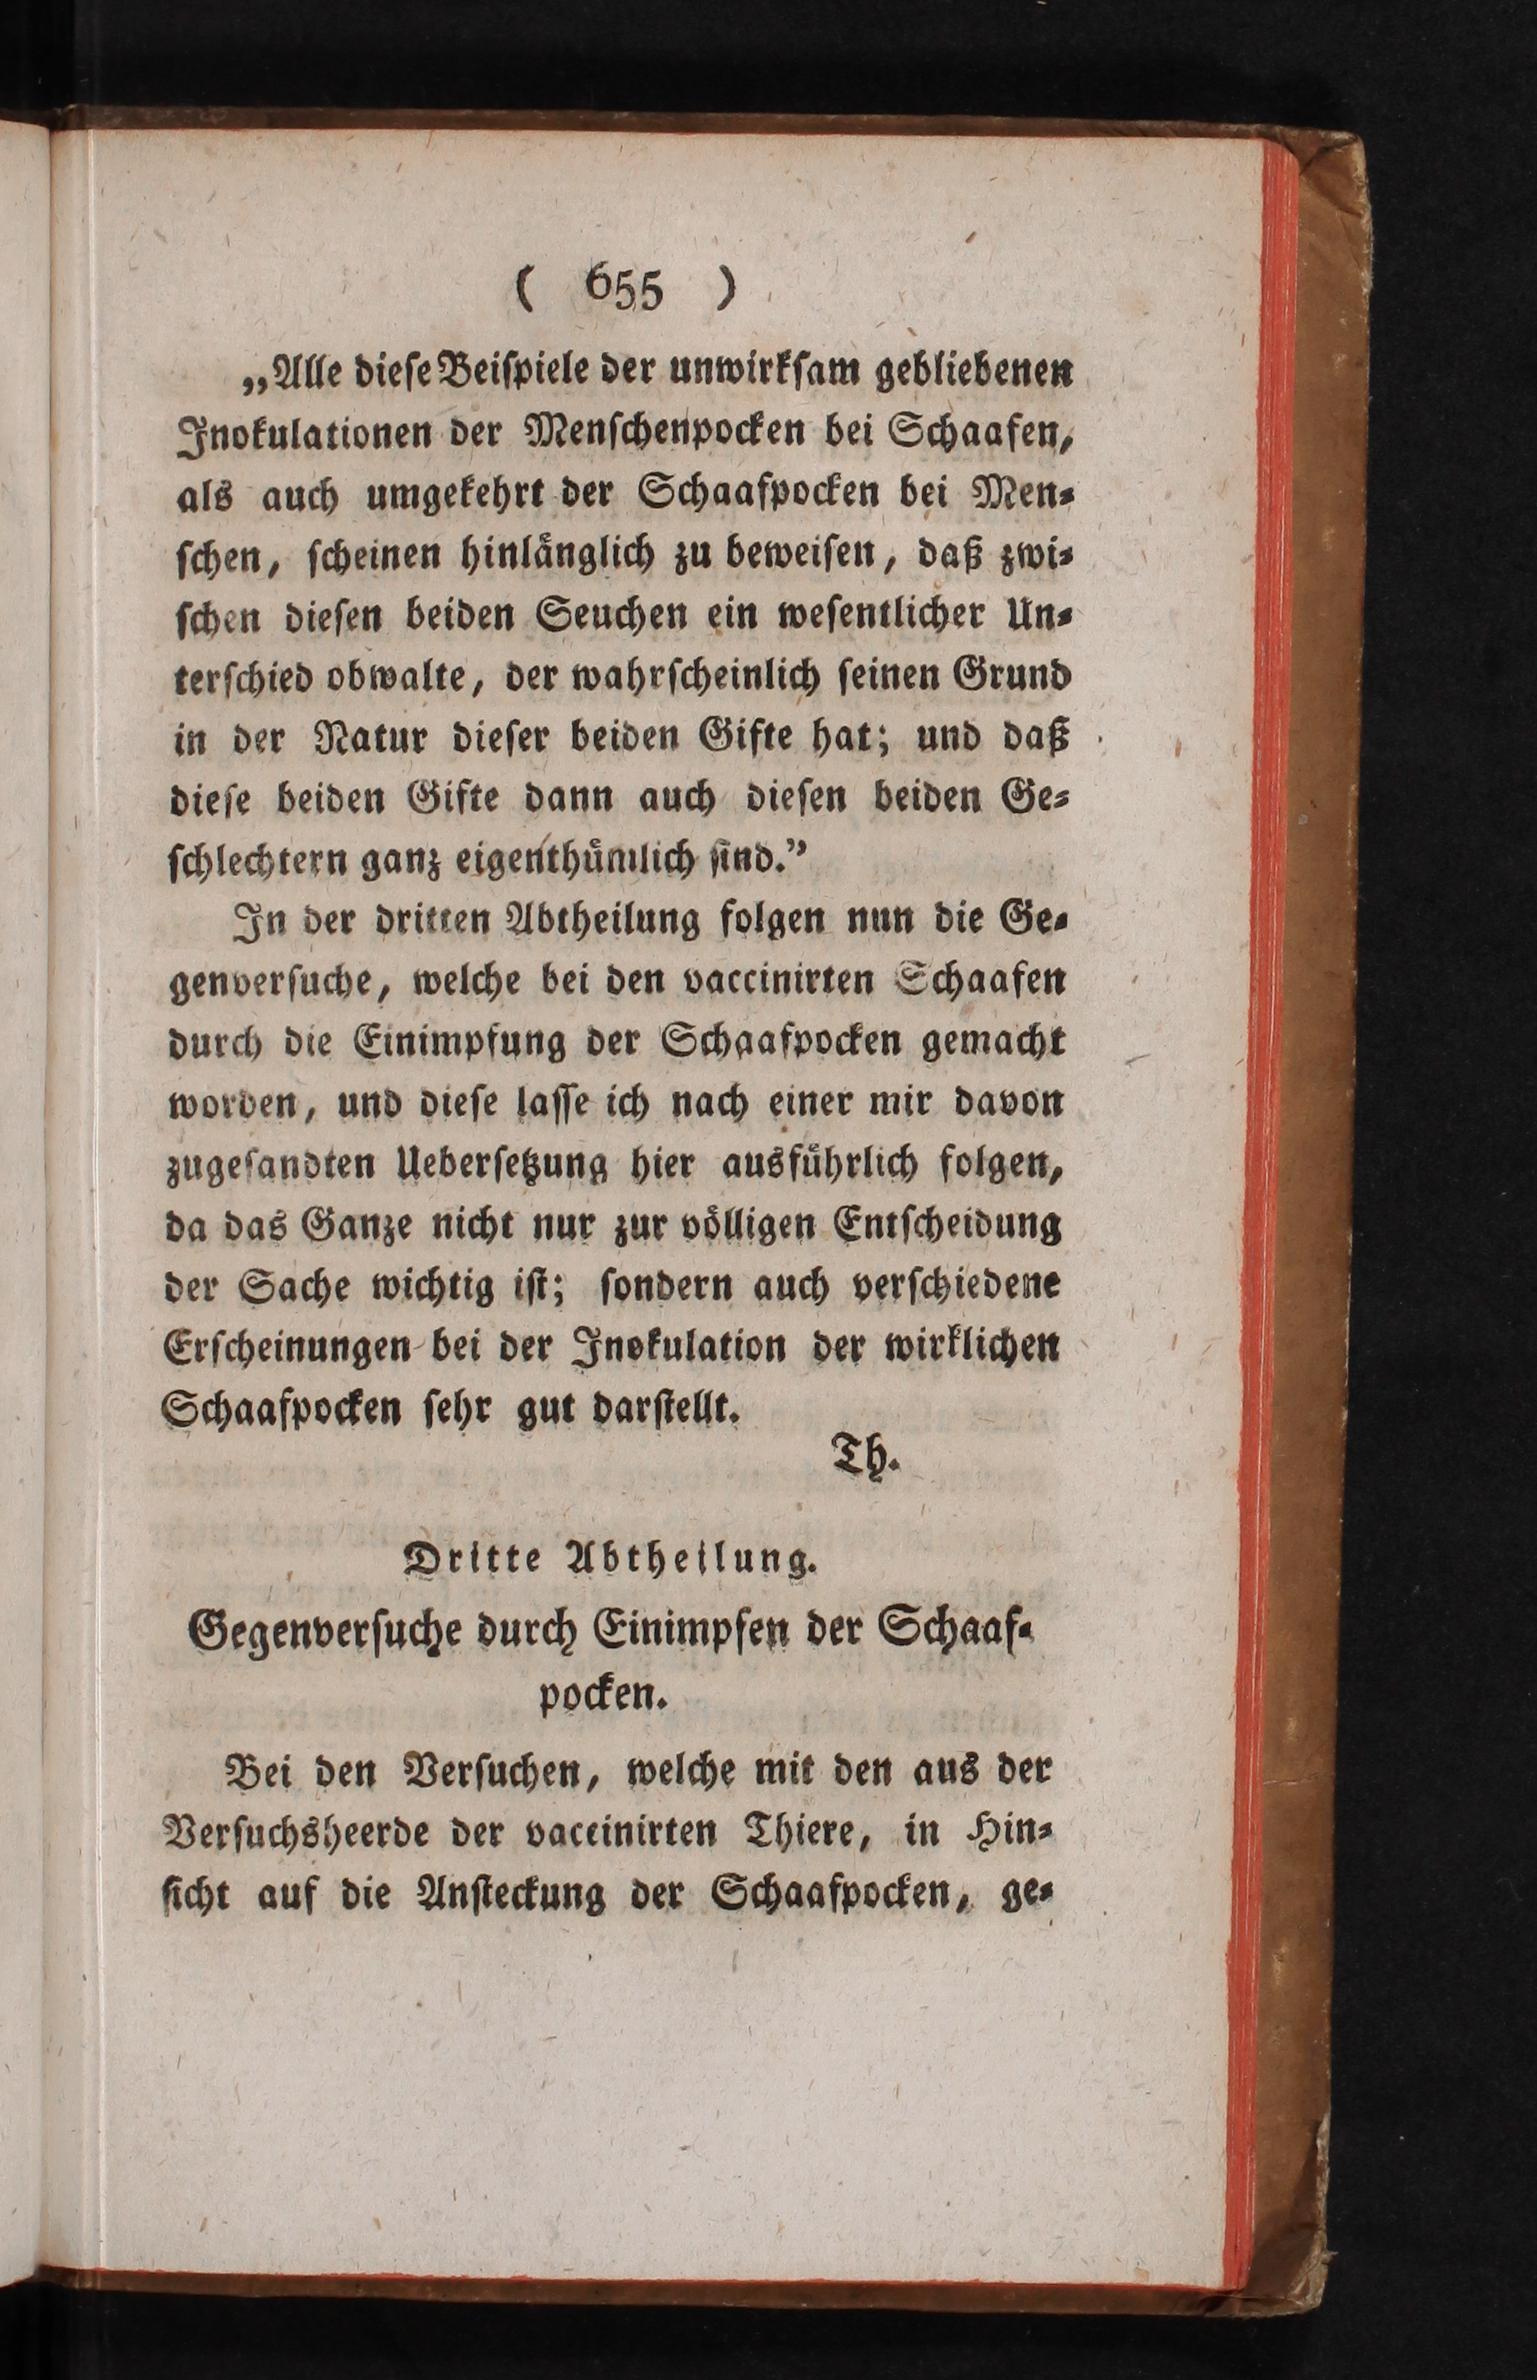 ( 655 )
„Alle dieſe Beiſpiele der unwirkſam gebliebenen
Inokulationen der Menſchenpocken bei Schaafen,
als auch umgekehrt der Schaafpocken bei Men⸗
ſchen, ſcheinen hinlänglich zu beweiſen, daß zwi⸗
ſchen dieſen beiden Seuchen ein weſentlicher Un⸗
terſchied obwalte, der wahrſcheinlich ſeinen Grund
in der Natur dieſer beiden Gifte hat; und daß
dieſe beiden Gifte dann auch dieſen beiden Ge⸗
ſchlechtern ganz eigenthümlich ſind.”
In der dritten Abtheilung folgen nun die Ge⸗
genverſuche, welche bei den vaccinirten Schaafen
durch die Einimpfung der Schaafpocken gemacht
worden, und dieſe laſſe ich nach einer mir davon
zugeſandten Ueberſetzung hier ausführlich folgen,
da das Ganze nicht nur zur völligen Entſcheidung
der Sache wichtig iſt; ſondern auch verſchiedene
Erſcheinungen bei der Inokulation der wirklichen
Schaafpocken ſehr gut darſtellt.
Th.
Dritte Abtheilung.
Gegenverſuche durch Einimpfen der Schaaf⸗
pocken.
Bei den Verſuchen, welche mit den aus der
Verſuchsheerde der vaccinirten Thiere, in Hin⸗
ſicht auf die Anſteckung der Schaafpocken, ge⸗